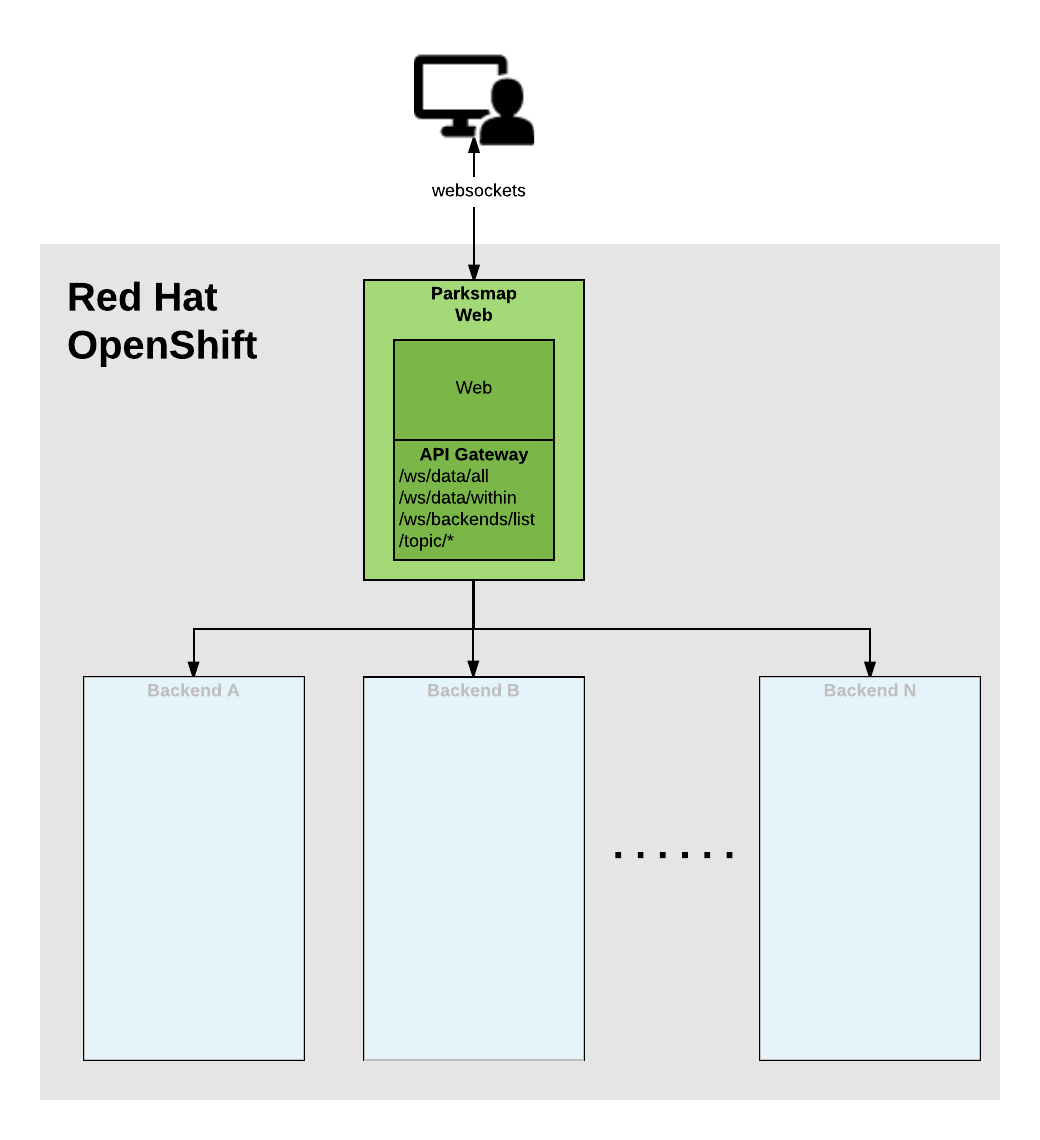 websockets
Red Hat
OpenShift
Parksmap
Web
Web
API Gateway
/ws/data/all
/ws/data/within
/ws/backends/list
/topic/*
Backend A
Backend B
Backend N
. . . . . .